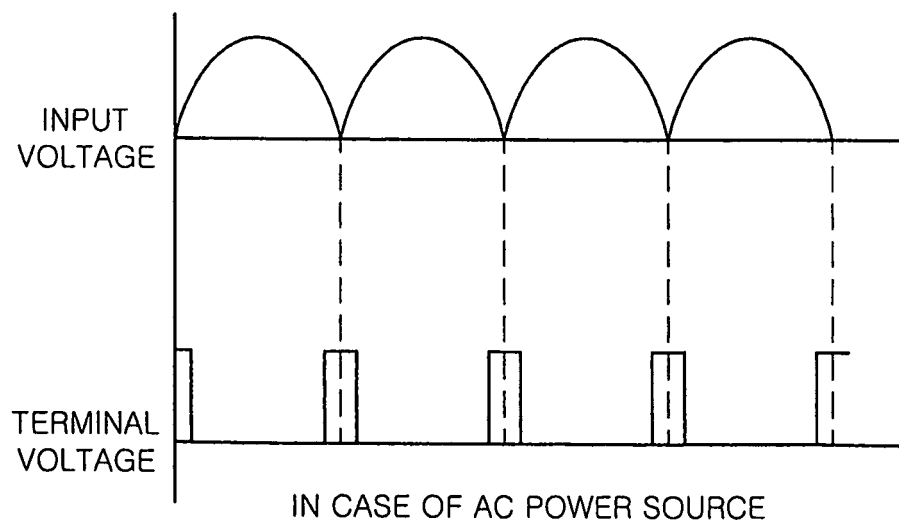 INPUT
VOLTAGE
TERMINAL
VOLTAGE
IN CASE OF AC POWER SOURCE